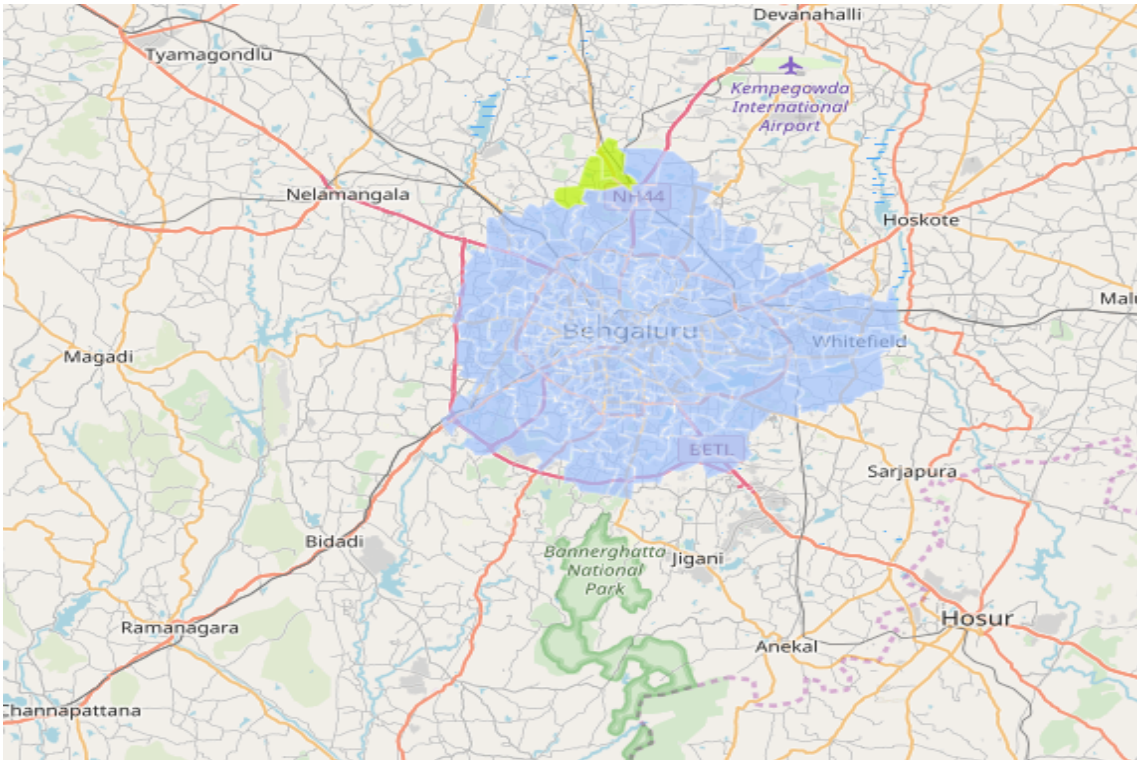 Devanahalli
Tyamagondlu
Kempegowda
International
Airport
Nelamangala
NH44
Hoskote
Bengaluru
Whitefield
Magadi
BETL
Sarjapura
Bidadi
Bannerghatta
National
Park
Jigani
Ramanagara
Hosur
Anekal
Channapattana